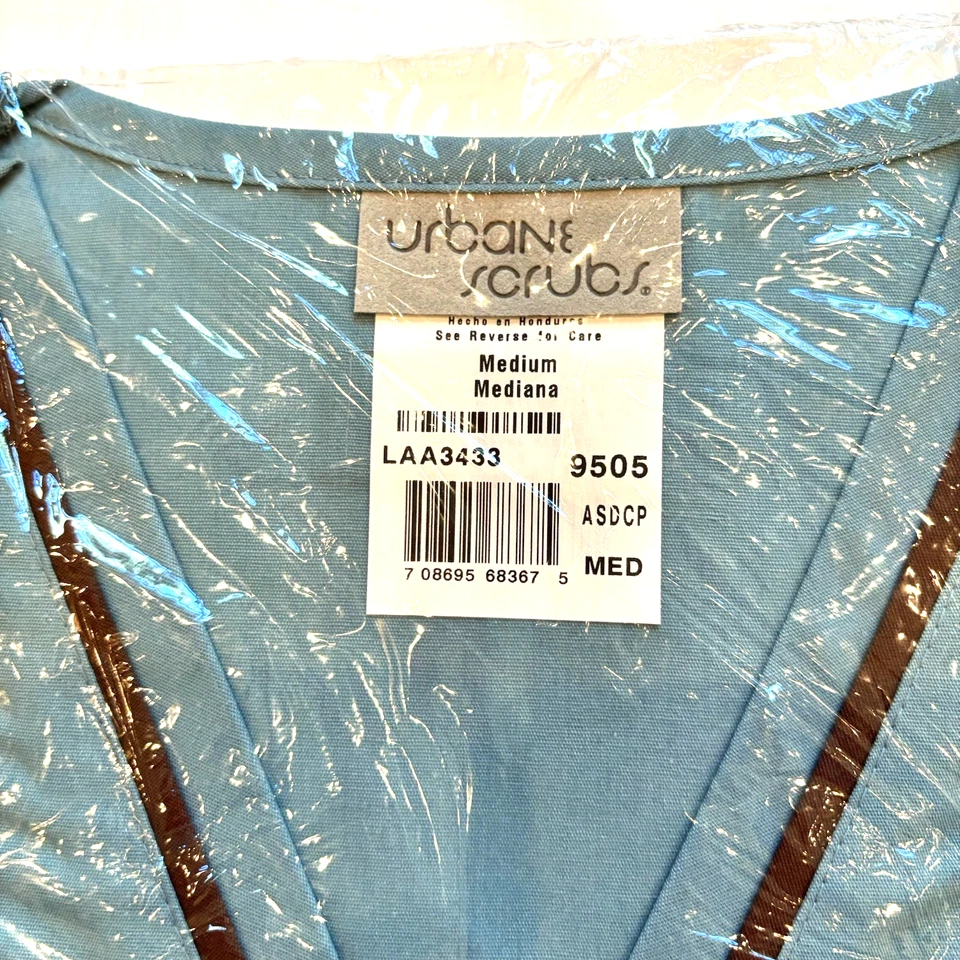 urbane
scrubs®
Hecho en Honduras
See Reverse for Care
Medium
Mediana
LAA3433
9505
ASDCP
7 08695 68367 5
MED